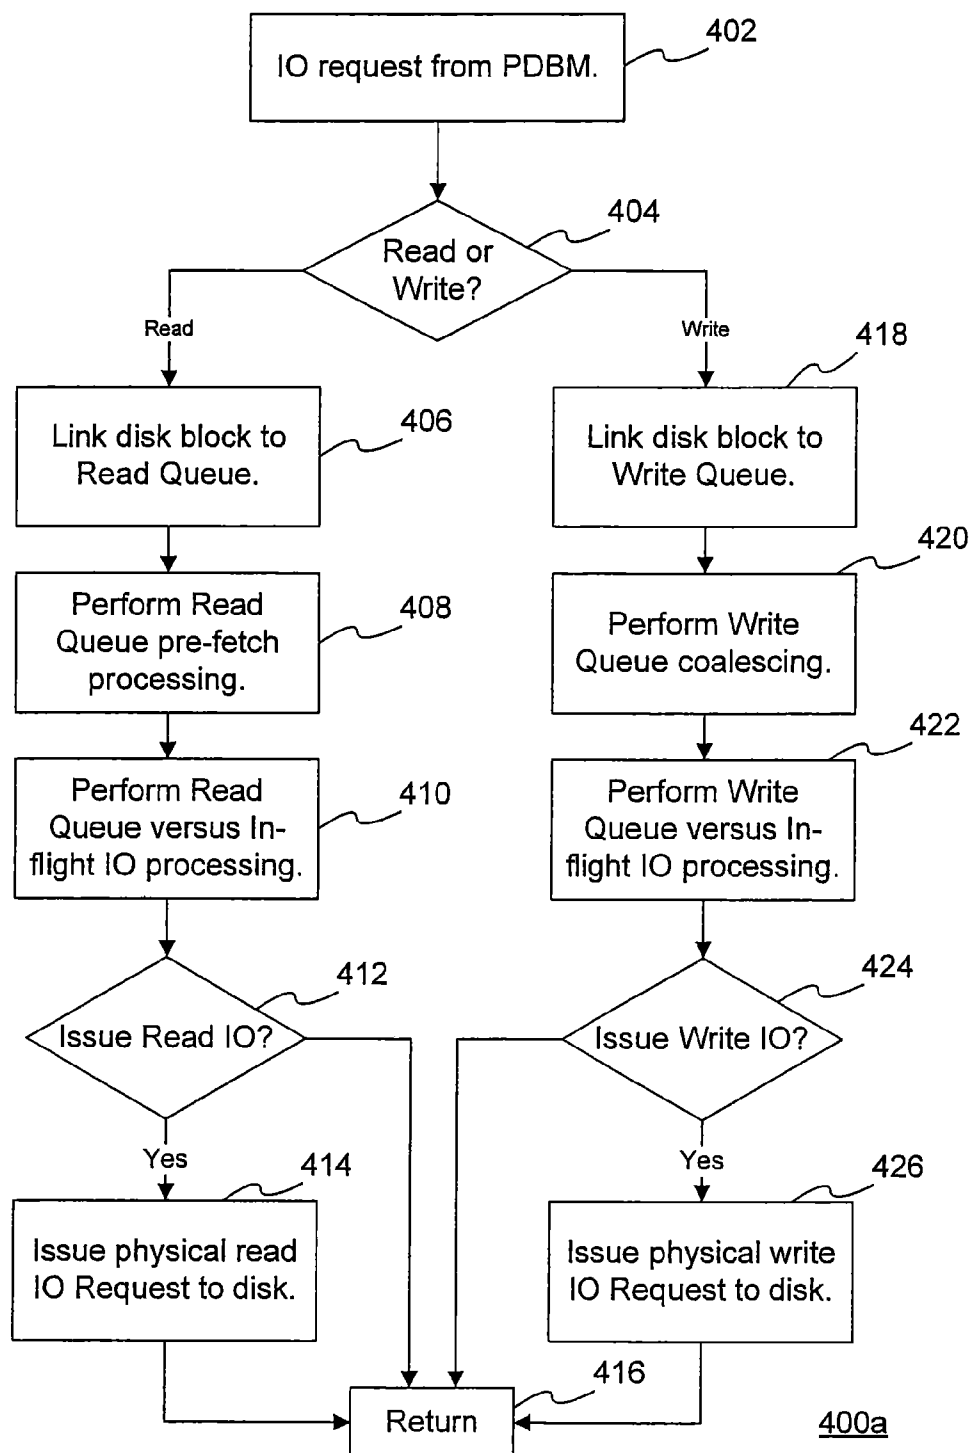 402
IO request from PDBM.
404
Read or
Write?
Read
Write
418
Link disk block to
Read Queue.
406
Link disk block to
Write Queue.
420
Perform Read
Queue pre-fetch
processing.
408
Perform Write
Queue coalescing.
422
Perform Read
Queue versus In-
flight IO processing.
410
Perform Write
Queue versus In-
flight IO processing.
412
424
Issue Read IO?
Issue Write IO?
Yes
Yes
414
426
Issue physical read
IO Request to disk.
Issue physical write
IO Request to disk.
416
Return
400a